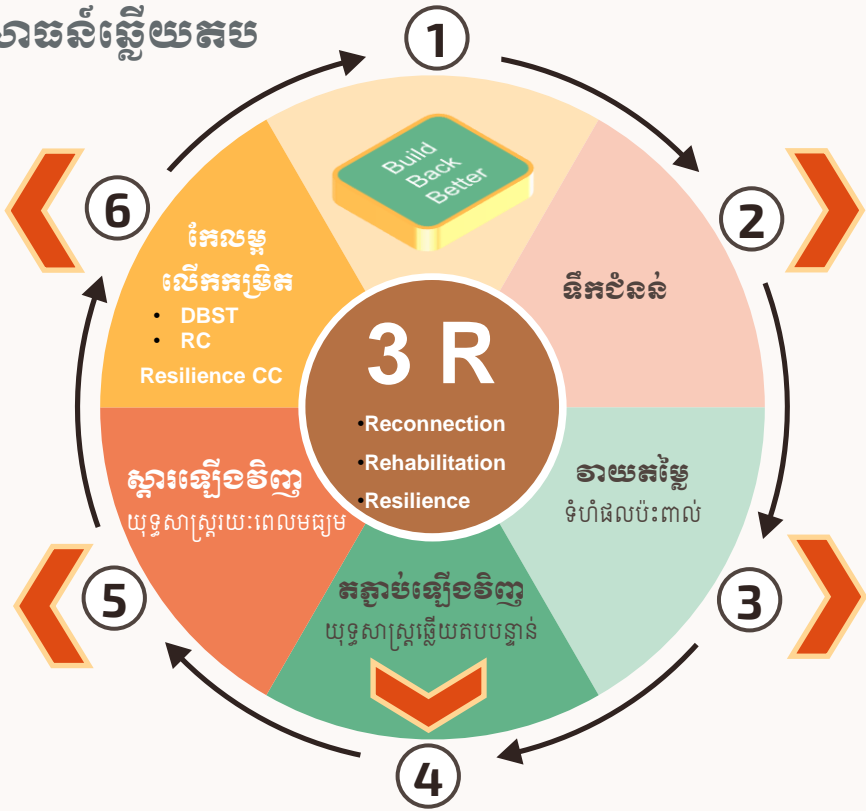 ឆ្លើយតប
1
Build
Back
Better
2
ទឹកជំនន់
3
វាយតម្លៃ
ទំហំផលប៉ះពាល់
4
តភ្ជាប់ឡើងវិញ
យុទ្ធសាស្ត្រឆ្លើយតបបន្ទាន់
5
ស្តារឡើងវិញ
យុទ្ធសាស្ត្ររយៈពេលមធ្យម
6
កែលម្អ
លើកកម្រិត
• DBST
• RC
Resilience CC
3 R
•Reconnection
•Rehabilitation
•Resilience